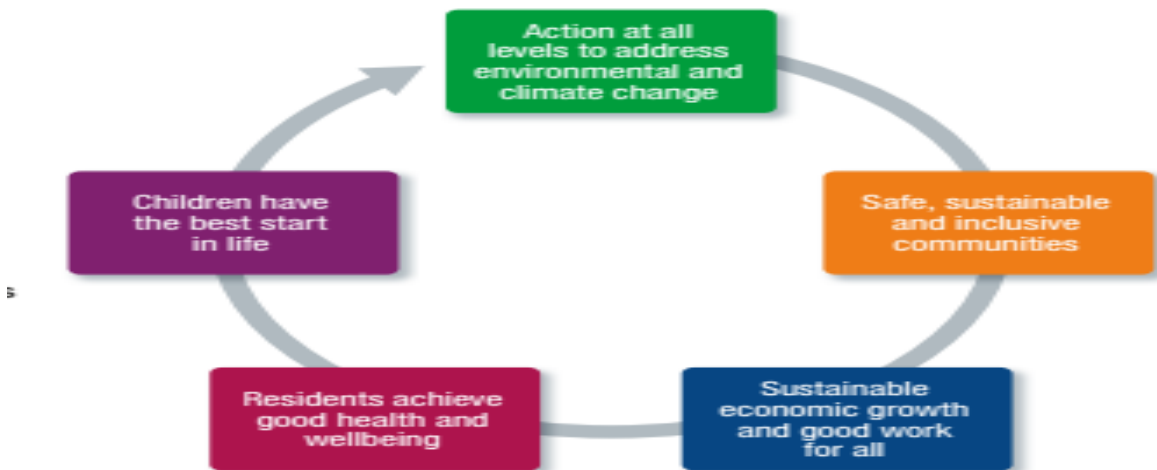 Action at all
levels to address
environmental and
climate change
Safe, sustainable
and inclusive
communities
Sustainable
economic growth
and good work
for all
Residents achieve
good health and
wellbeing
Children have
the best start
in life
s